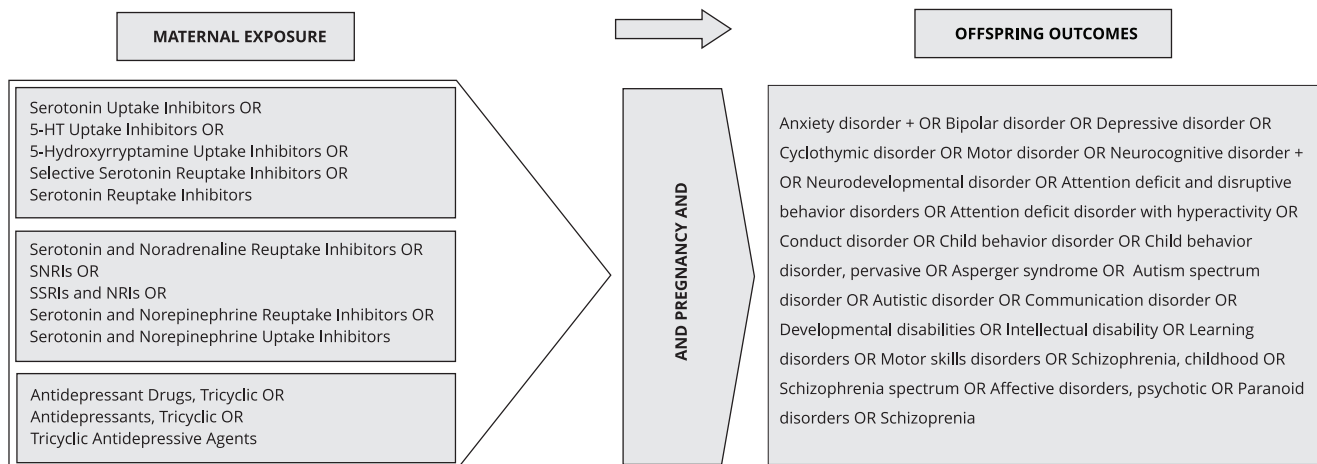 MATERNAL EXPOSURE
Serotonin Uptake Inhibitors OR
5-HT Uptake Inhibitors OR
5-Hydroxyrryptamine Uptake Inhibitors OR
Selective Serotonin Reuptake Inhibitors OR
Serotonin Reuptake Inhibitors
Serotonin and Noradrenaline Reuptake Inhibitors OR
SNRIs OR
SSRIs and NRIs OR
Serotonin and Norepinephrine Reuptake Inhibitors OR
Serotonin and Norepinephrine Uptake Inhibitors
Antidepressant Drugs, Tricyclic OR
Antidepressants, Tricyclic OR
Tricyclic Antidepressive Agents
AND PREGNANCY AND
OFFSPRING OUTCOMES
Anxiety disorder + OR Bipolar disorder OR Depressive disorder OR
Cyclothymic disorder OR Motor disorder OR Neurocognitive disorder +
OR Neurodevelopmental disorder OR Attention deficit and disruptive
behavior disorders OR Attention deficit disorder with hyperactivity OR
Conduct disorder OR Child behavior disorder OR Child behavior
disorder, pervasive OR Asperger syndrome OR Autism spectrum
disorder OR Autistic disorder OR Communication disorder OR
Developmental disabilities OR Intellectual disability OR Learning
disorders OR Motor skills disorders OR Schizophrenia, childhood OR
Schizophrenia spectrum OR Affective disorders, psychotic OR Paranoid
disorders OR Schizoprenia